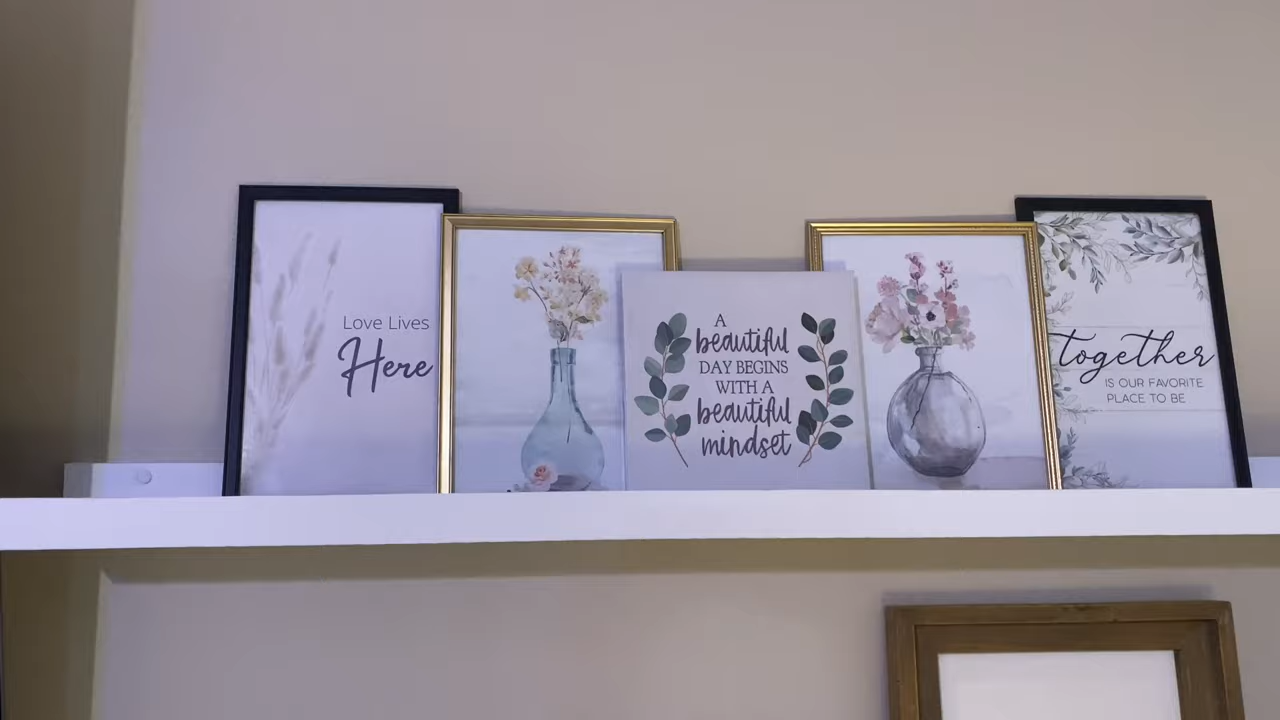 Love Lives
Here
A
beautiful
DAY BEGINS
WITH A
beautiful
mindset
together
IS OUR FAVORITE
PLACE TO BE